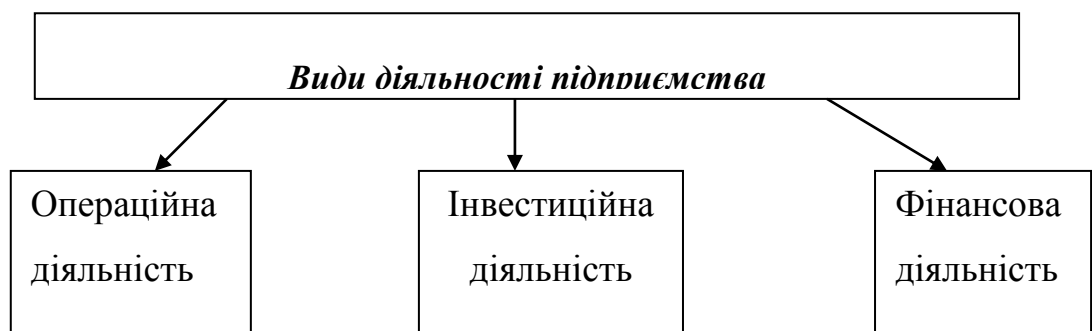 Види діяльності підприємства
Операційна
діяльність
Інвестиційна
діяльність
Фінансова
діяльність